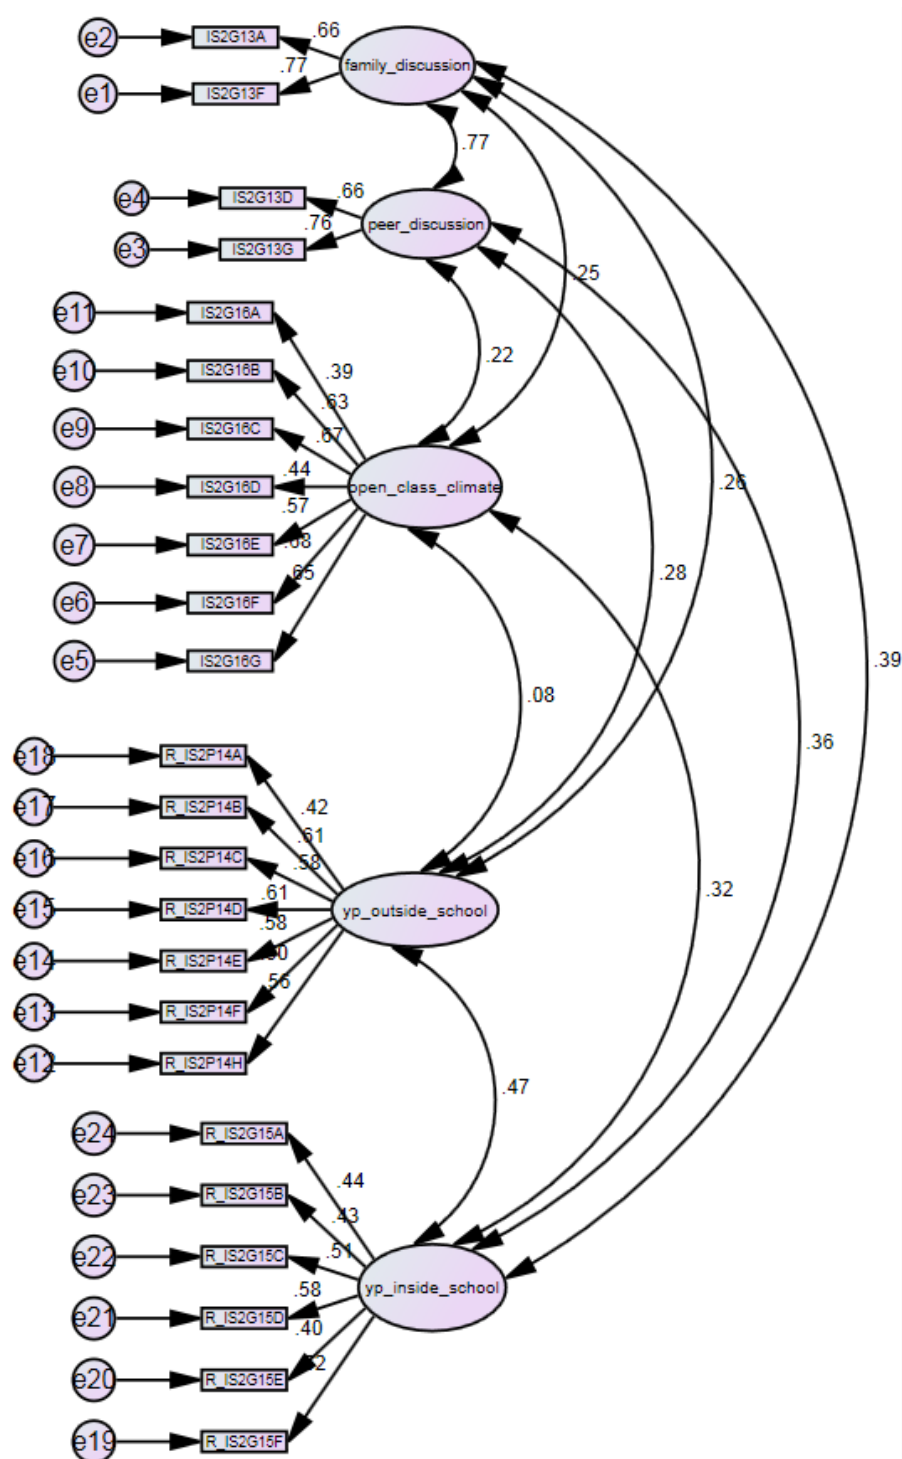 e2
IS2G13A
.66
family_discussion
e1
IS2G13F
.77
.77
e4
IS2G13D
.66
peer_discussion
e3
IS2G13G
.76
.25
e11
IS2G16A
.22
e10
IS2G16B
.39
e9
IS2G16C
.63
.67
e8
IS2G16D
.44
open_class_climate
.26
e7
IS2G16E
.57
.68
.28
e6
IS2G16F
.65
e5
IS2G16G
.39
.08
.36
e18
R_IS2P14A
e17
R_IS2P14B
.42
e16
R_IS2P14C
.61
.58
e15
R_IS2P14D
.61
yp_outside_school
.32
e14
R_IS2P14E
.58
e13
R_IS2P14F
.56
e12
R_IS2P14H
.47
e24
R_IS2G15A
e23
R_IS2G15B
.44
.43
e22
R_IS2G15C
.51
yp_inside_school
e21
R_IS2G15D
.58
.40
e20
R_IS2G15E
e19
R_IS2G15F